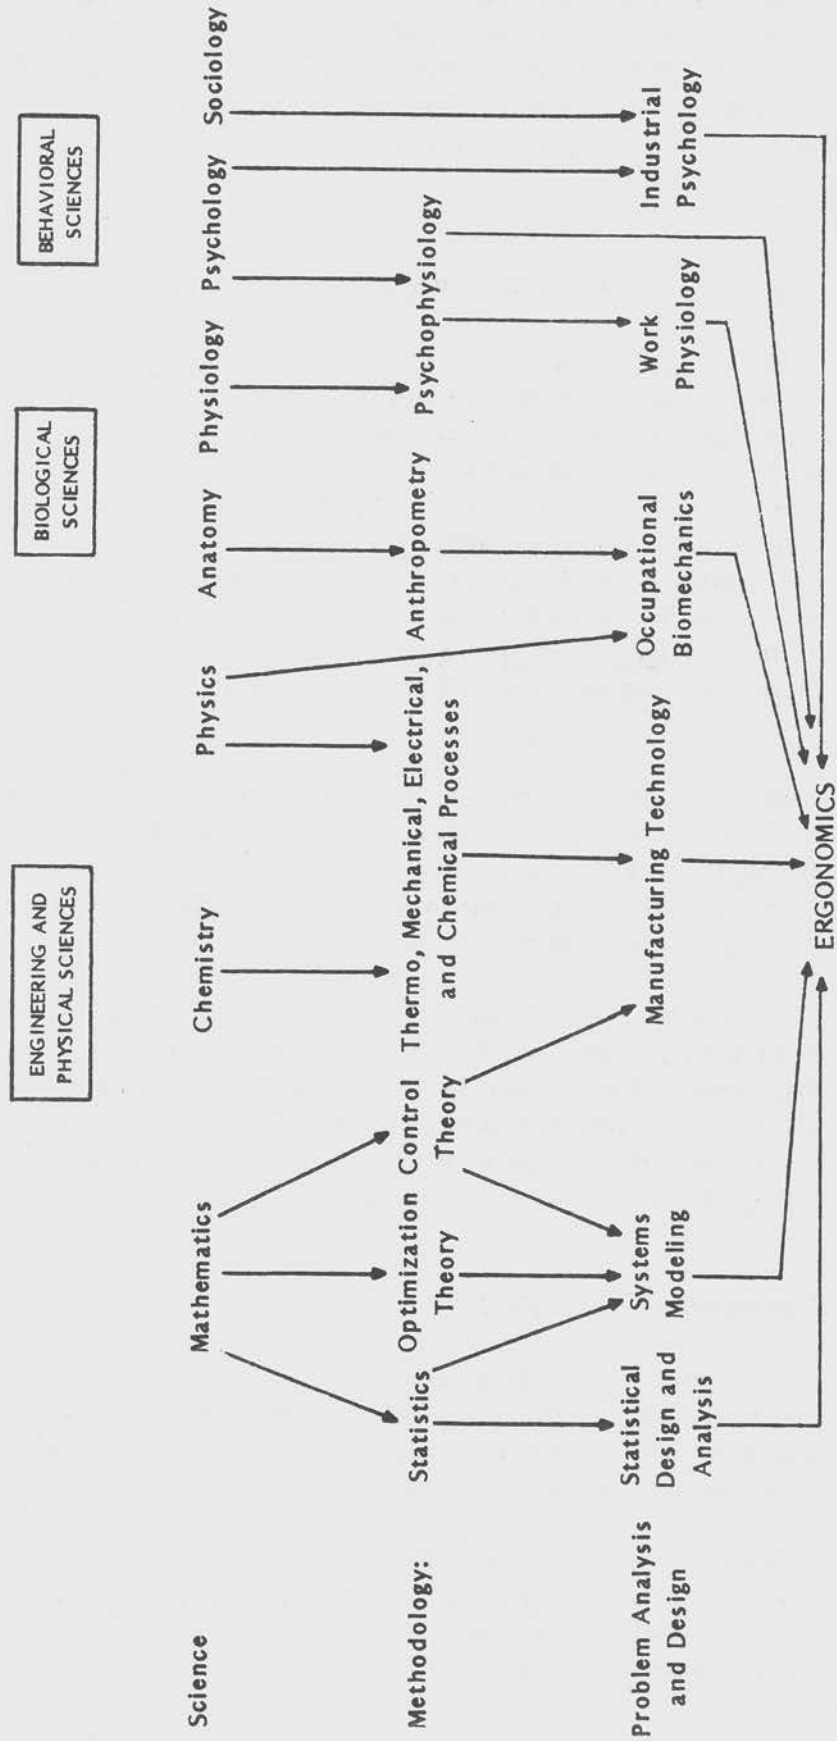 ENGINEERING AND
PHYSICAL SCIENCES
BIOLOGICAL
SCIENCES
BEHAVIORAL
SCIENCES
Science
Mathematics
Chemistry
Physics
Anatomy
Physiology
Psychology
Sociology
Methodology:
Statistics
Optimization
Theory
Control
Theory
Thermo, Mechanical, Electrical,
and Chemical Processes
Anthropometry
Psychophysiology
Problem Analysis
and Design
Statistical
Design and
Analysis
Systems
Modeling
Manufacturing Technology
Occupational
Biomechanics
Work
Physiology
Industrial
Psychology
ERGONOMICS